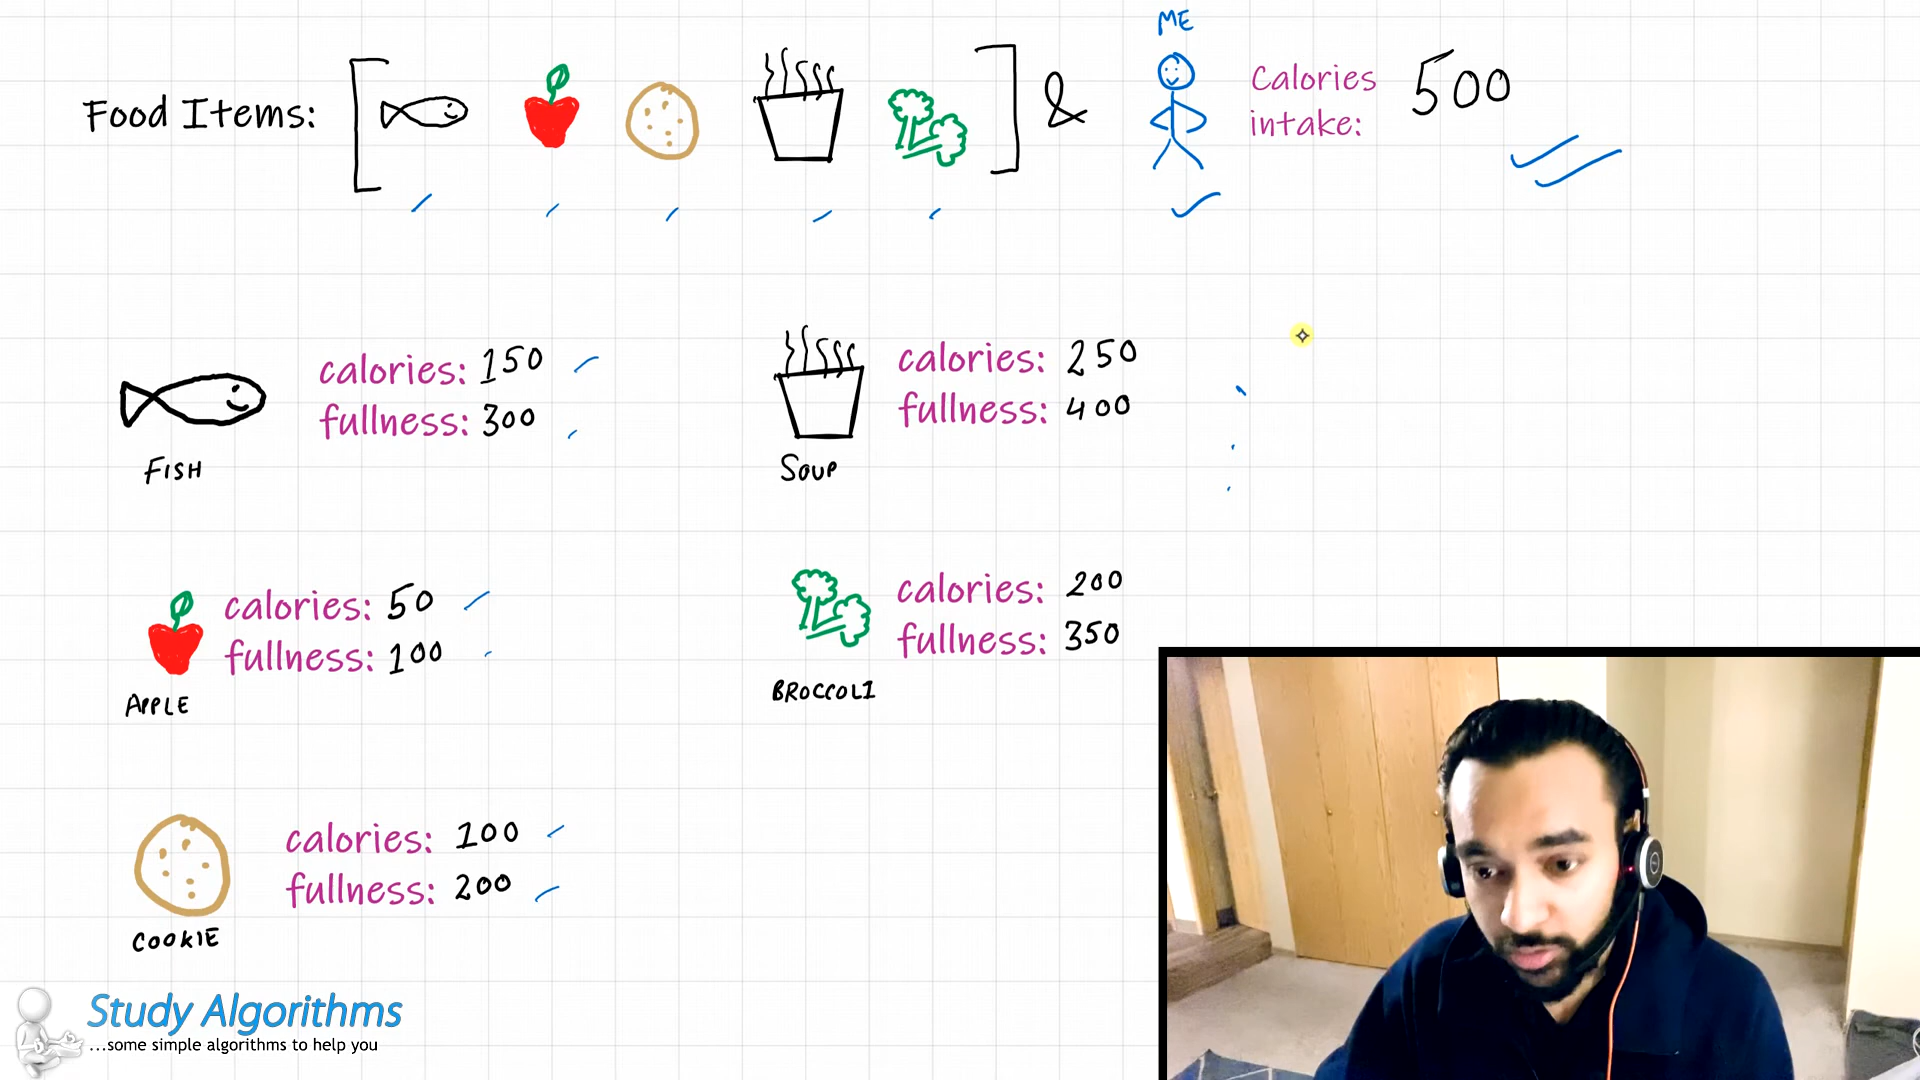 ME
Food Items: [ ] & Calories intake: 500
calories: 150
fullness: 300
FISH
calories: 250
fullness: 400
Soup
calories: 50
fullness: 100
APPLE
calories: 200
fullness: 350
BROCCOLI
calories: 100
fullness: 200
COOKIE
Study Algorithms
...some simple algorithms to help you